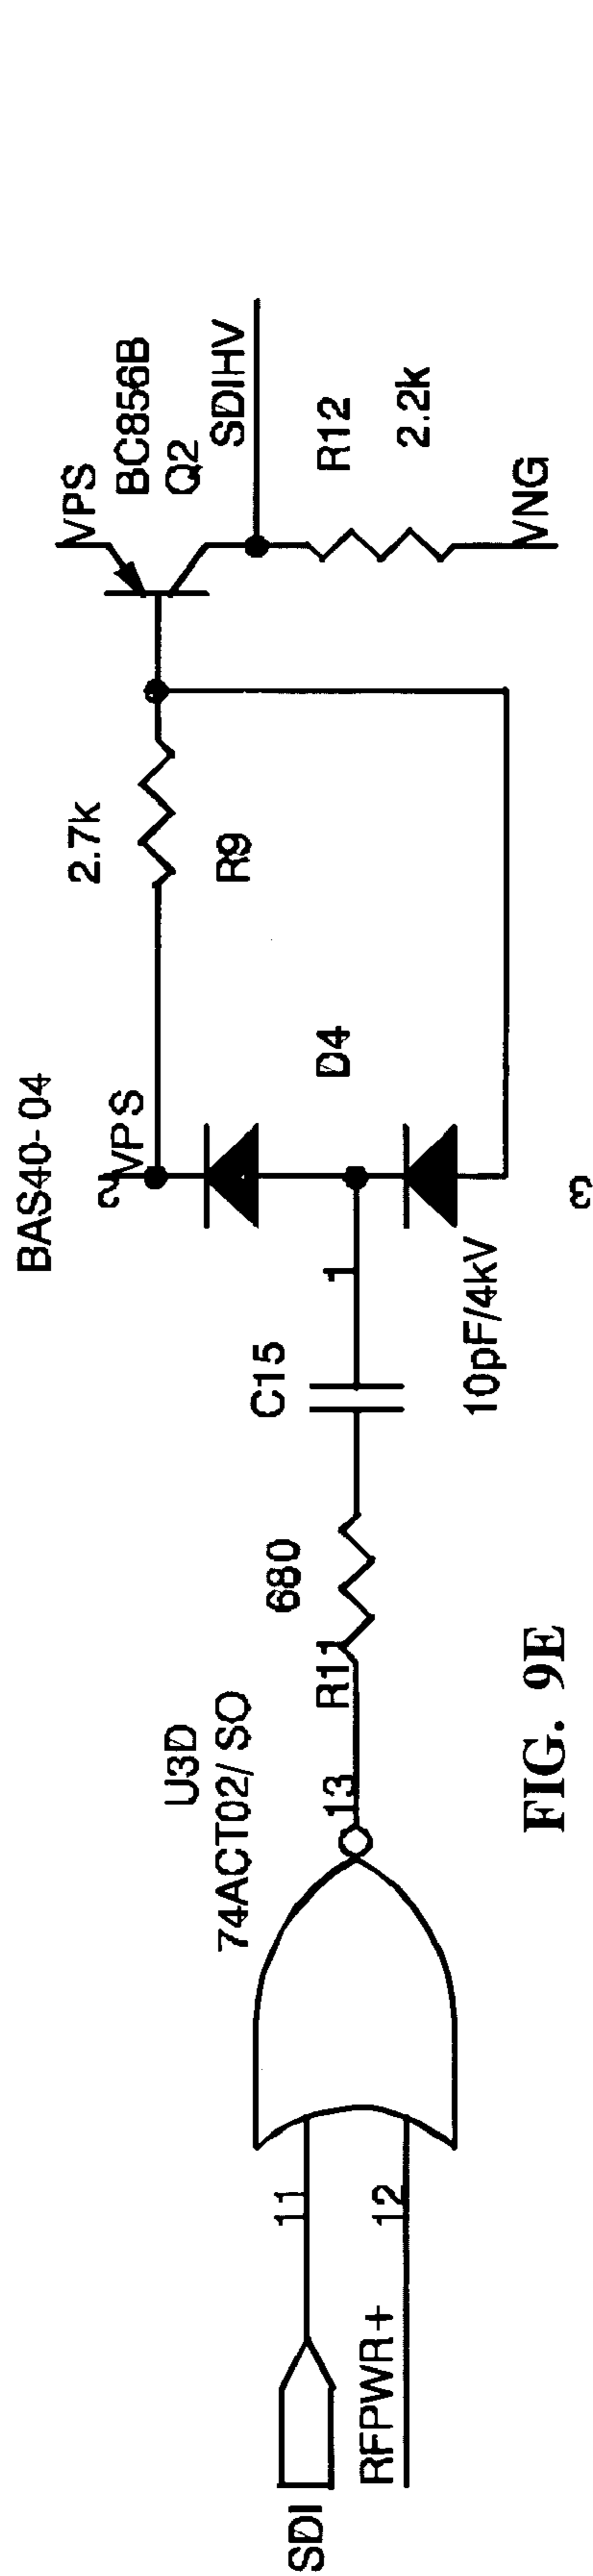 SDI
11
RFPWR+
12
U3D
74ACT02/ SO
13
680
R11
C15
10pF/4kV
1
BAS40-04
2
VPS
D4
3
2.7k
R9
VPS
BC856B
Q2
SDIHV
R12
2.2k
VNG
FIG. 9E